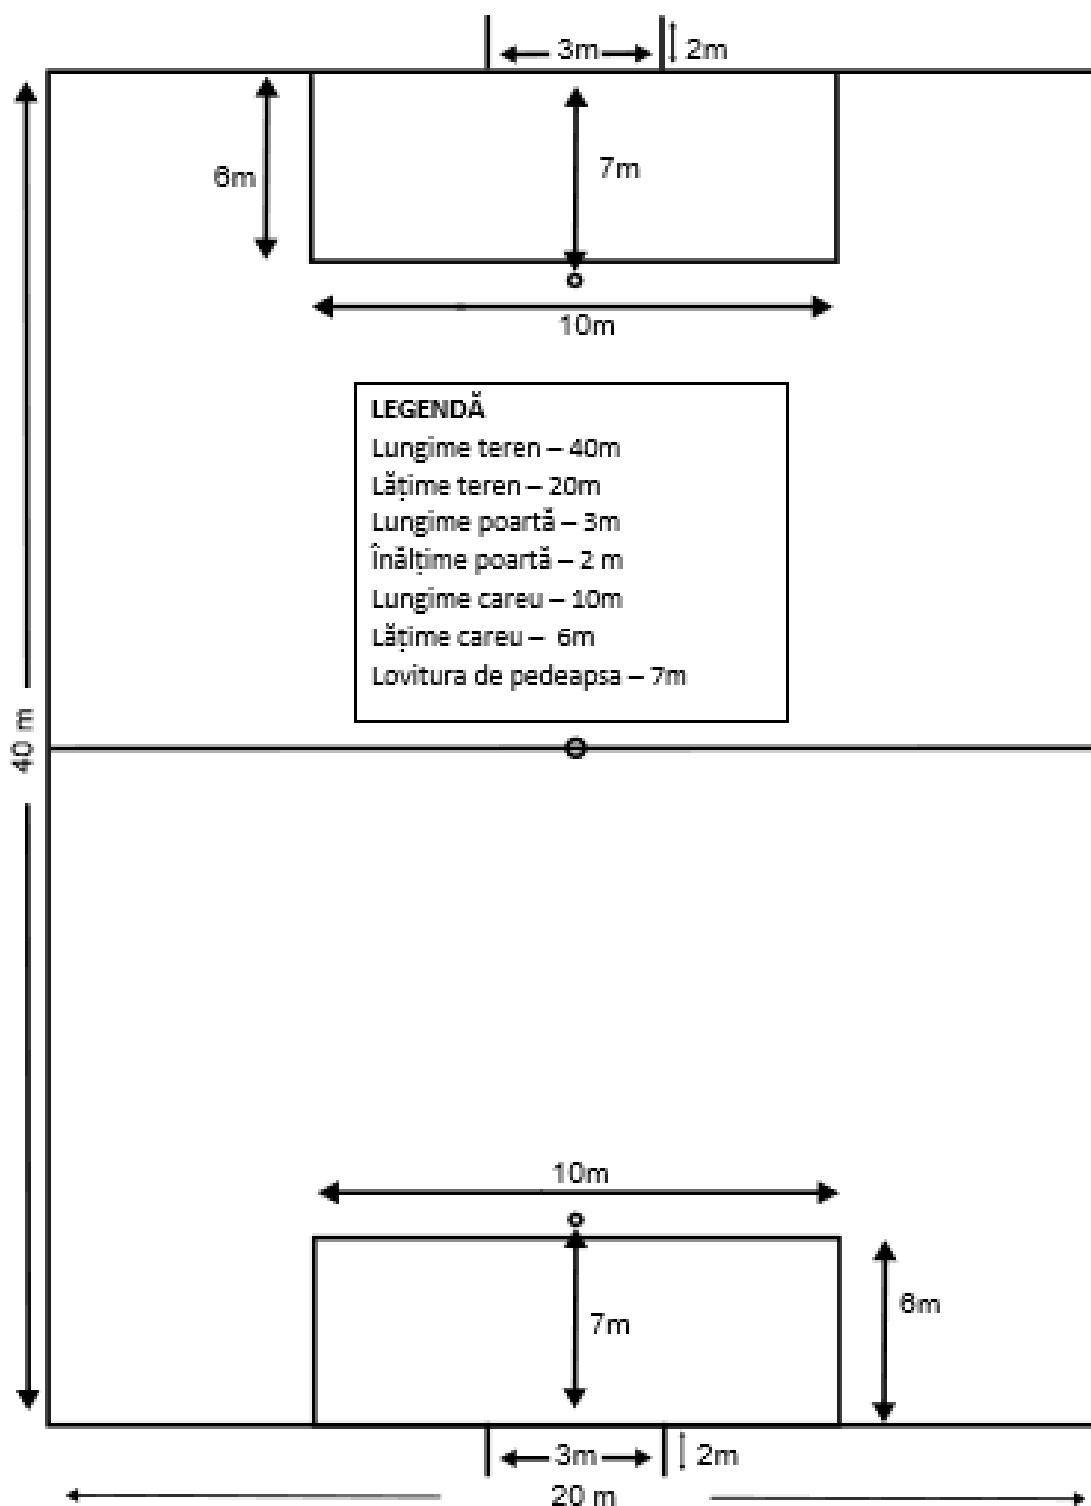 3m 2m
6m 7m
10m
LEGENDĂ
Lungime teren – 40m
Lățime teren – 20m
Lungime poartă – 3m
Înălțime poartă – 2 m
Lungime careu – 10m
Lățime careu –  6m
Lovitura de pedeapsa – 7m
40 m
10m
7m 6m
3m 2m
20 m